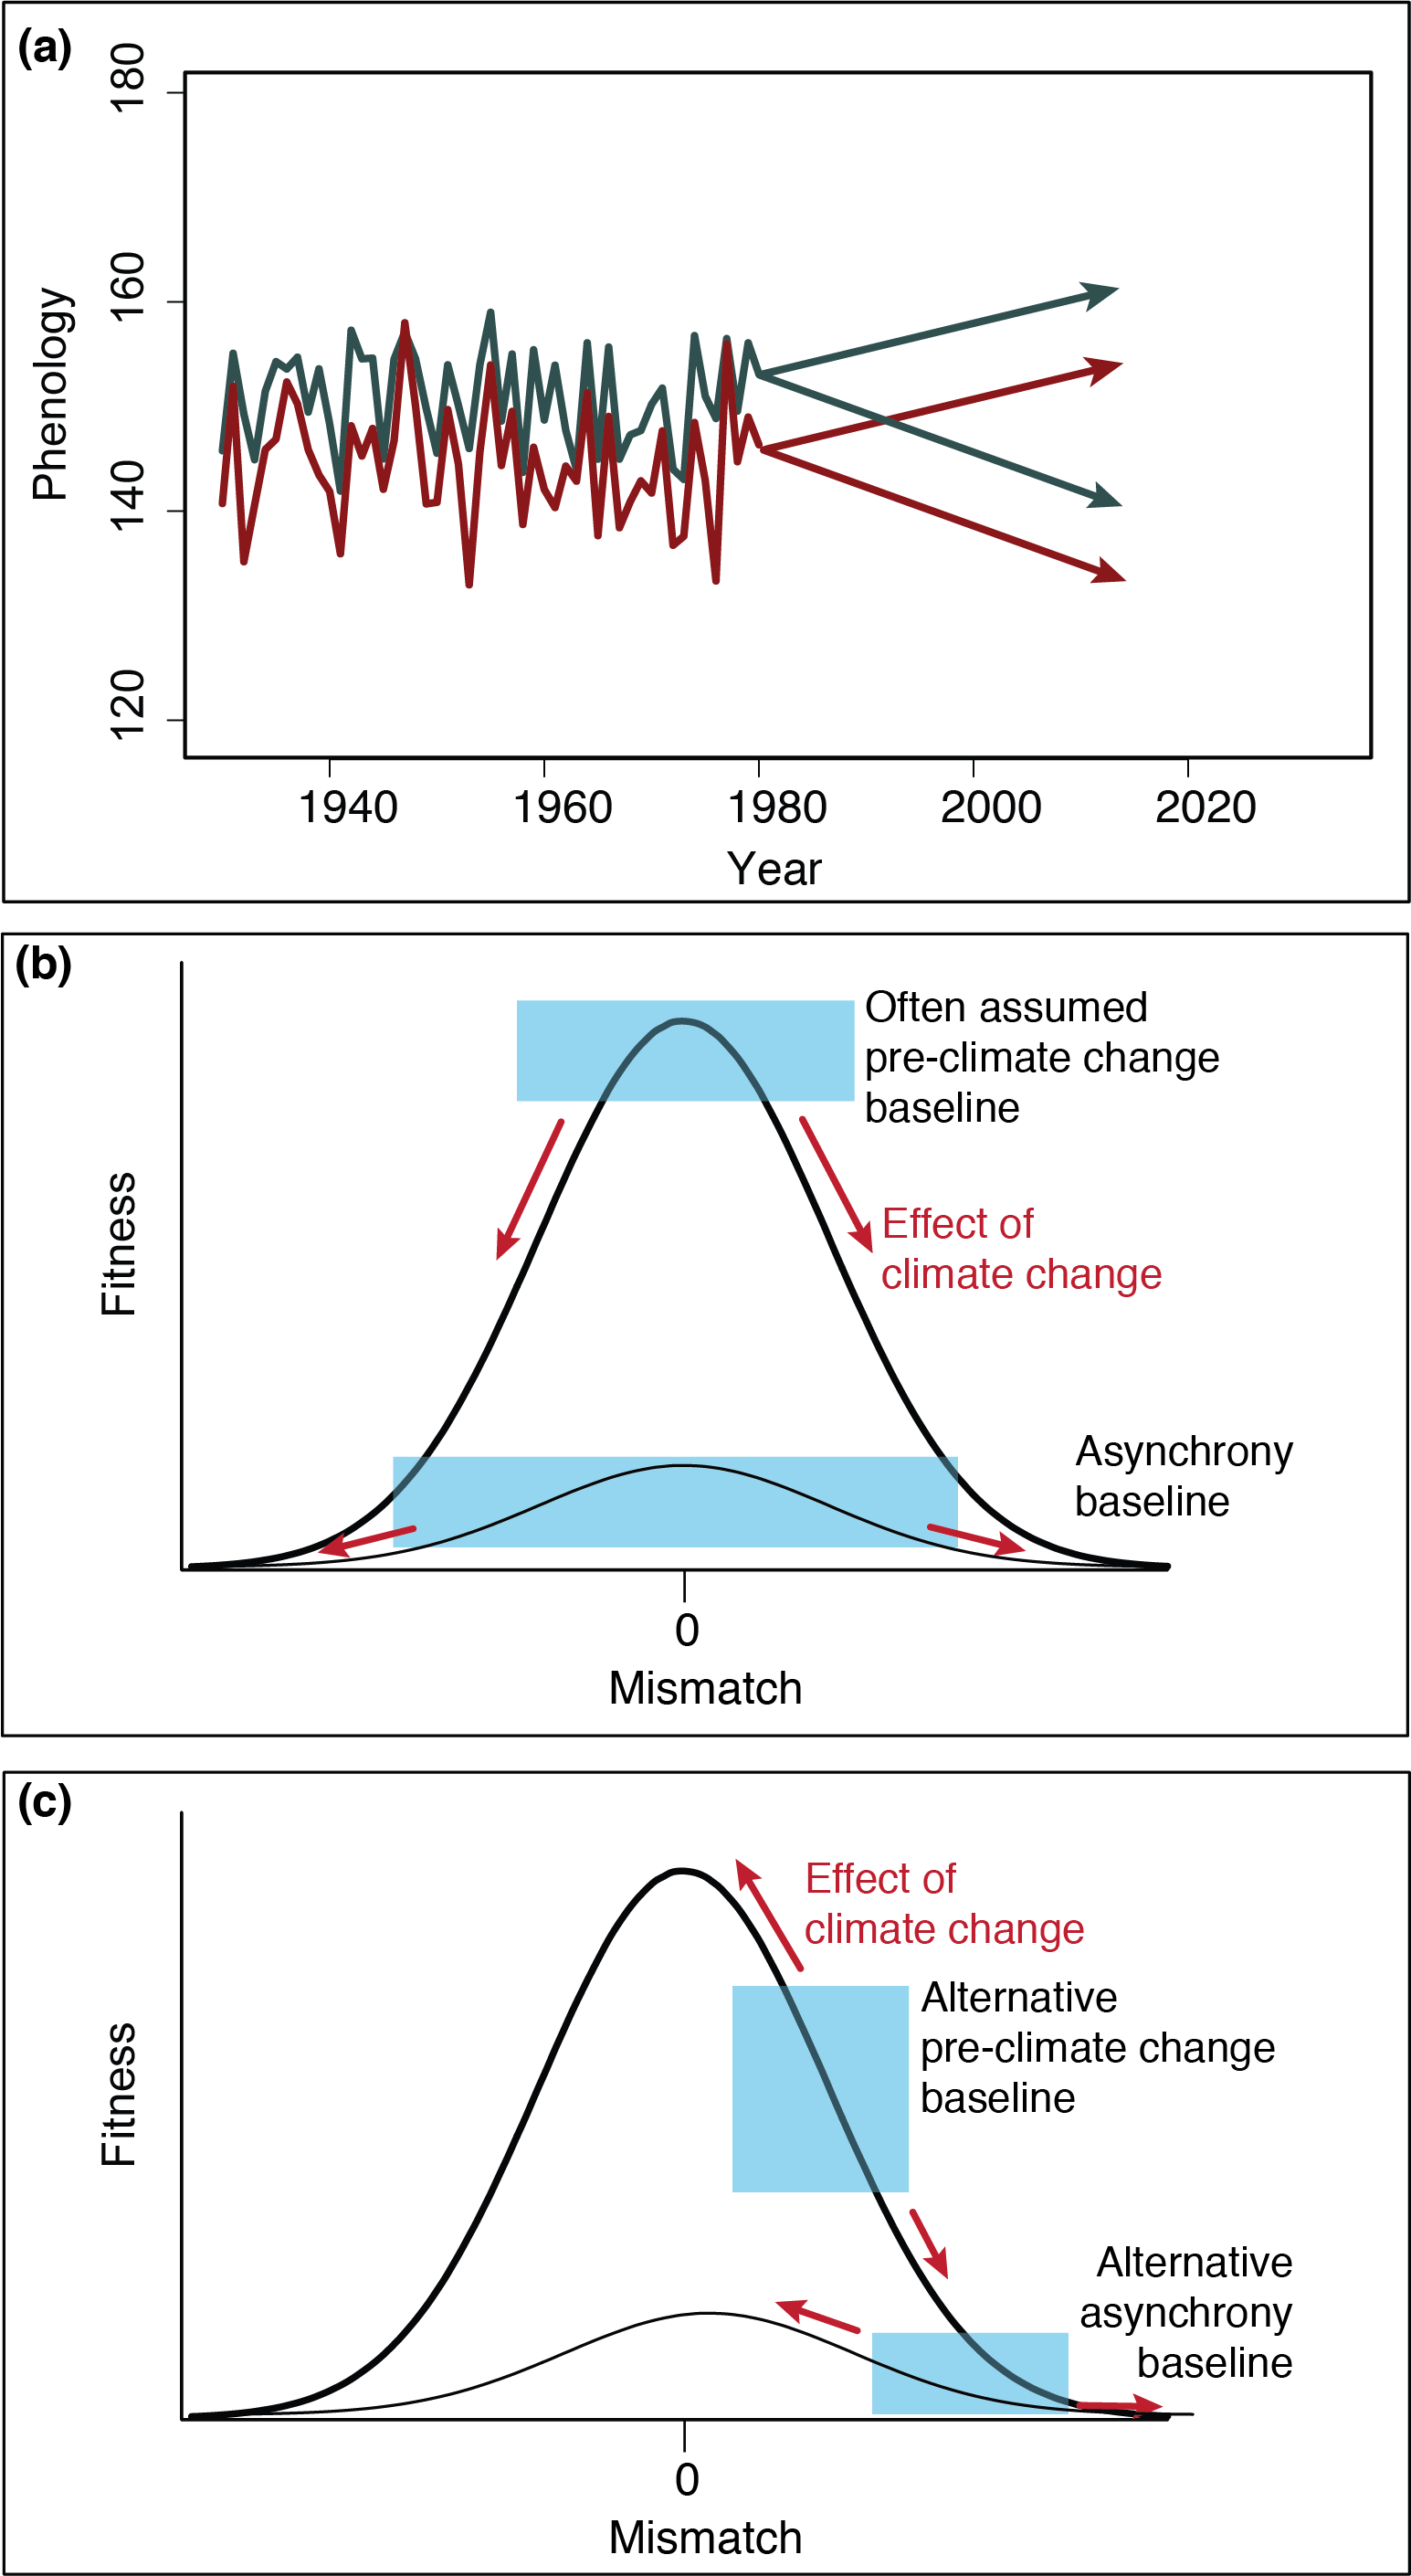 (a)
180
160
140
120
Phenology
1940 1960 1980 2000 2020
Year
(b)
Often assumed
pre-climate change
baseline
Effect of
climate change
Fitness
Asynchrony
baseline
0
Mismatch
(c)
Effect of
climate change
Alternative
pre-climate change
baseline
Fitness
Alternative
asynchrony
baseline
0
Mismatch